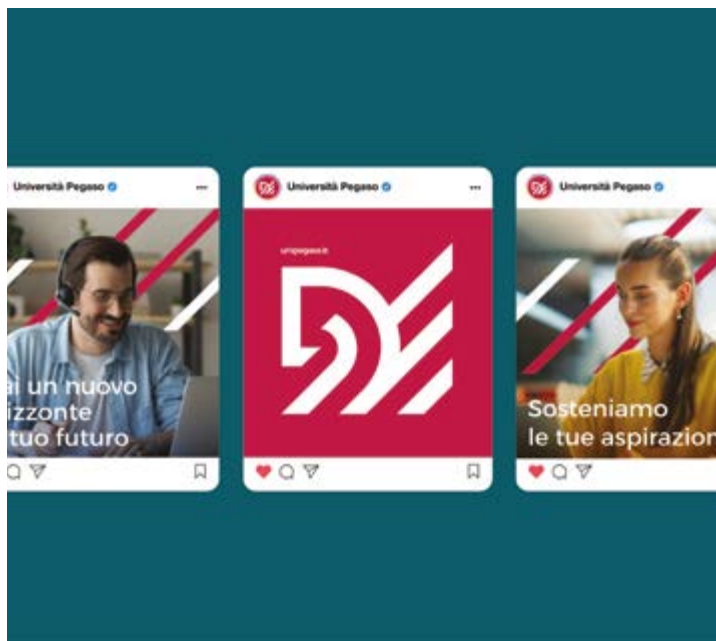 Università Pegaso
ai un nuovo
izzonte
tuo futuro
Università Pegaso
unipegaso.it
Università Pegaso
Sosteniamo
le tue aspirazion